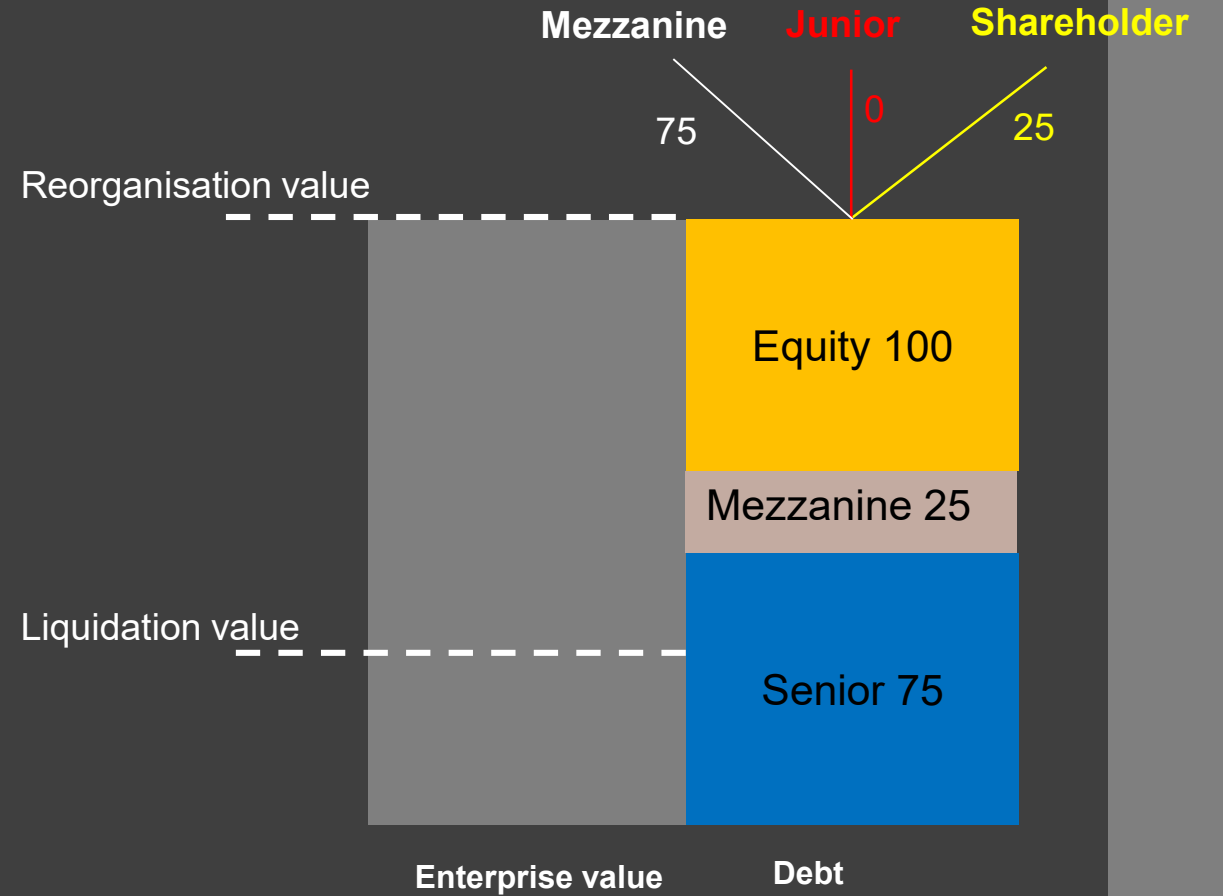 Mezzanine Junior Shareholder
75 0 25
Reorganisation value
Equity 100
Mezzanine 25
Liquidation value
Senior 75
Enterprise value Debt